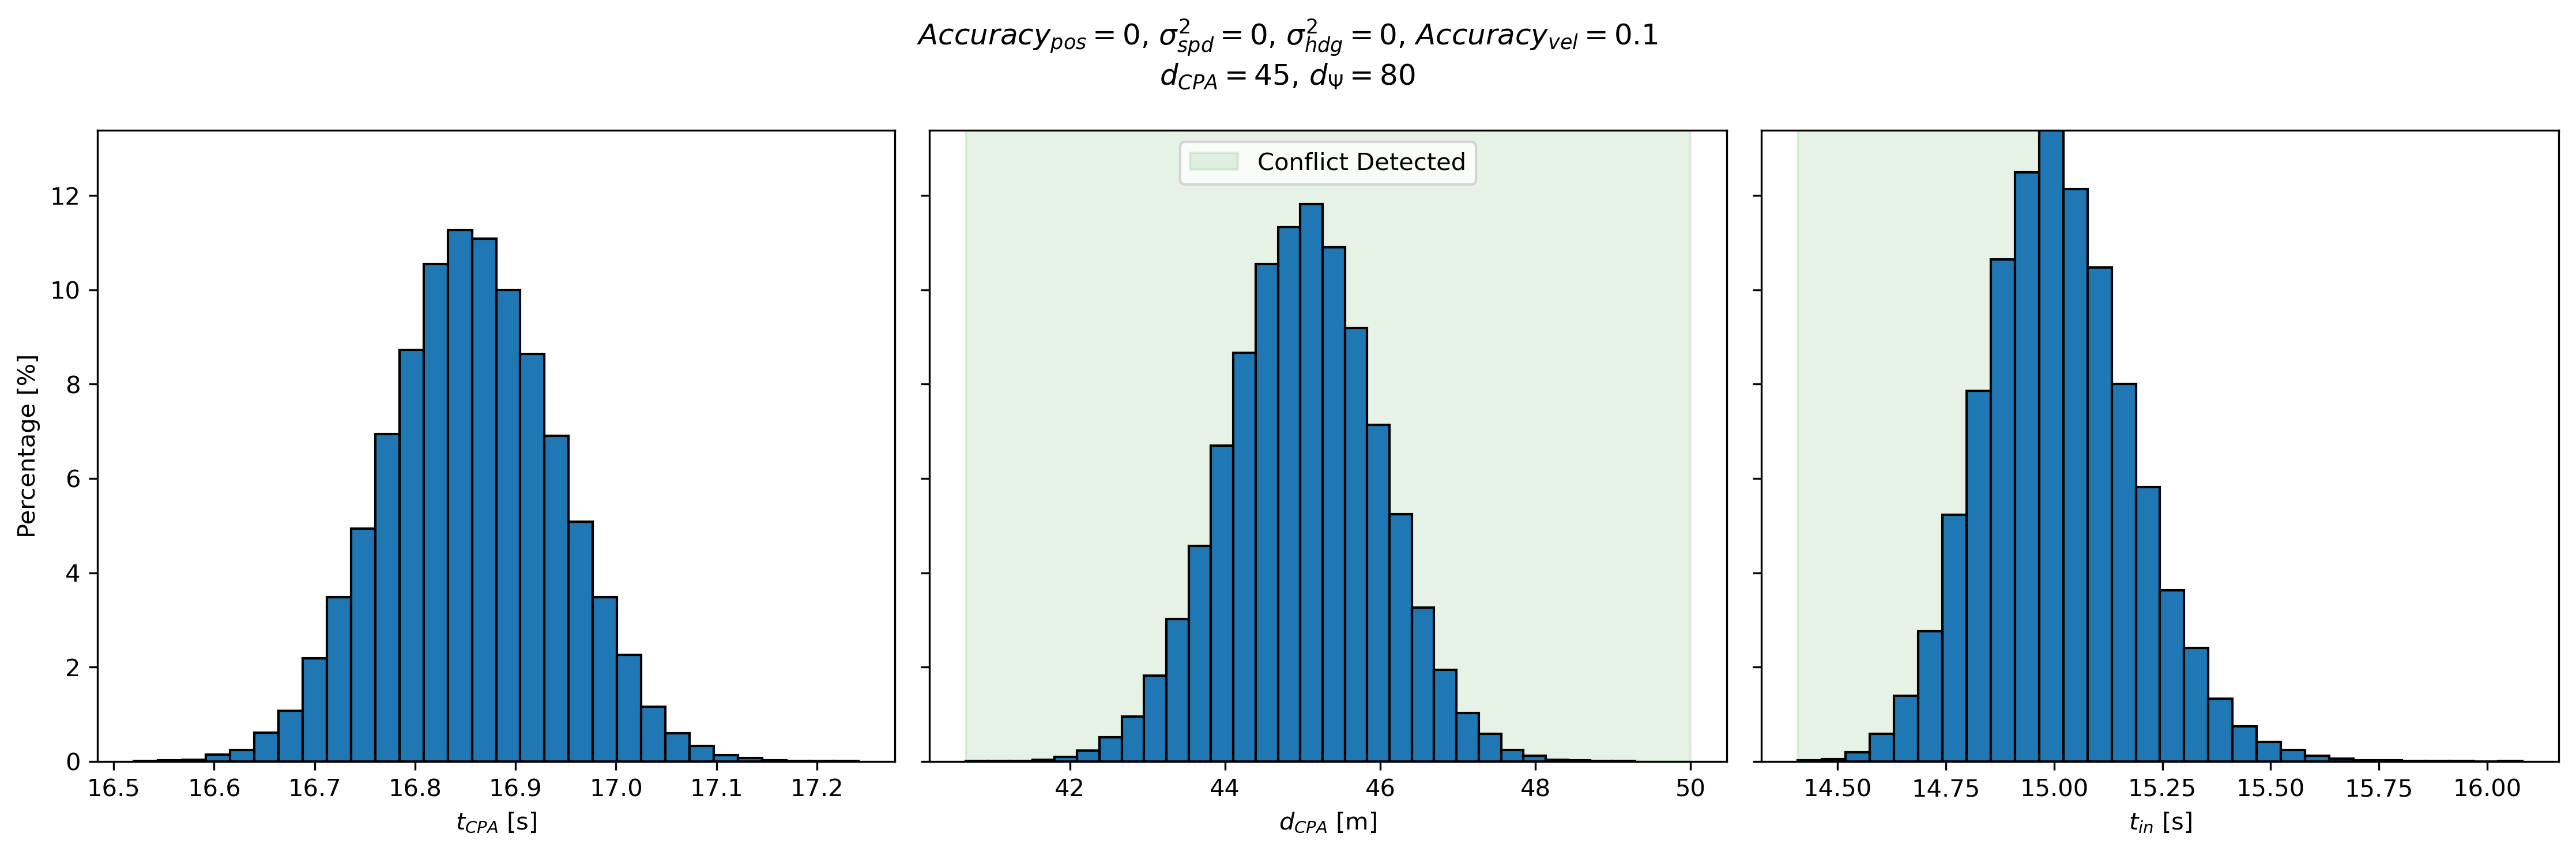 Accuracy_pos = 0, σ²_spd = 0, σ²_hdg = 0, Accuracy_vel = 0.1
d_CPA = 45, d_Ψ = 80
Conflict Detected
Percentage [%]
12
10
8
6
4
2
0
16.5 16.6 16.7 16.8 16.9 17.0 17.1 17.2
t_CPA [s]
42 44 46 48 50
d_CPA [m]
14.50 14.75 15.00 15.25 15.50 15.75 16.00
t_in [s]